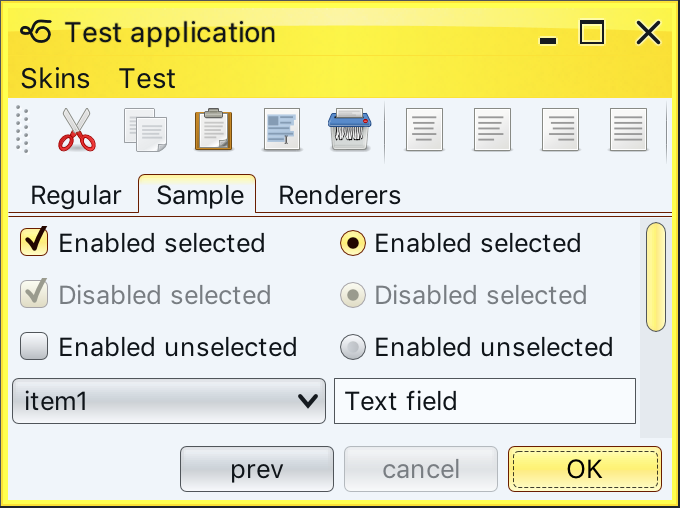 Test application
Skins Test
Regular Sample Renderers
Enabled selected Enabled selected
Disabled selected Disabled selected
Enabled unselected Enabled unselected
item1 Text field
prev cancel OK